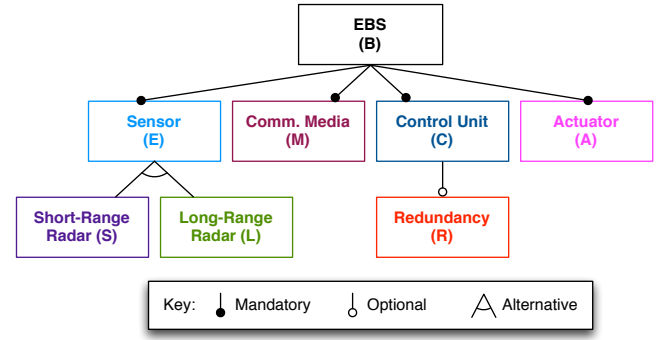 EBS
(B)
Sensor
(E)
Comm. Media
(M)
Control Unit
(C)
Actuator
(A)
Short-Range
Radar (S)
Long-Range
Radar (L)
Redundancy
(R)
Key: Mandatory Optional Alternative